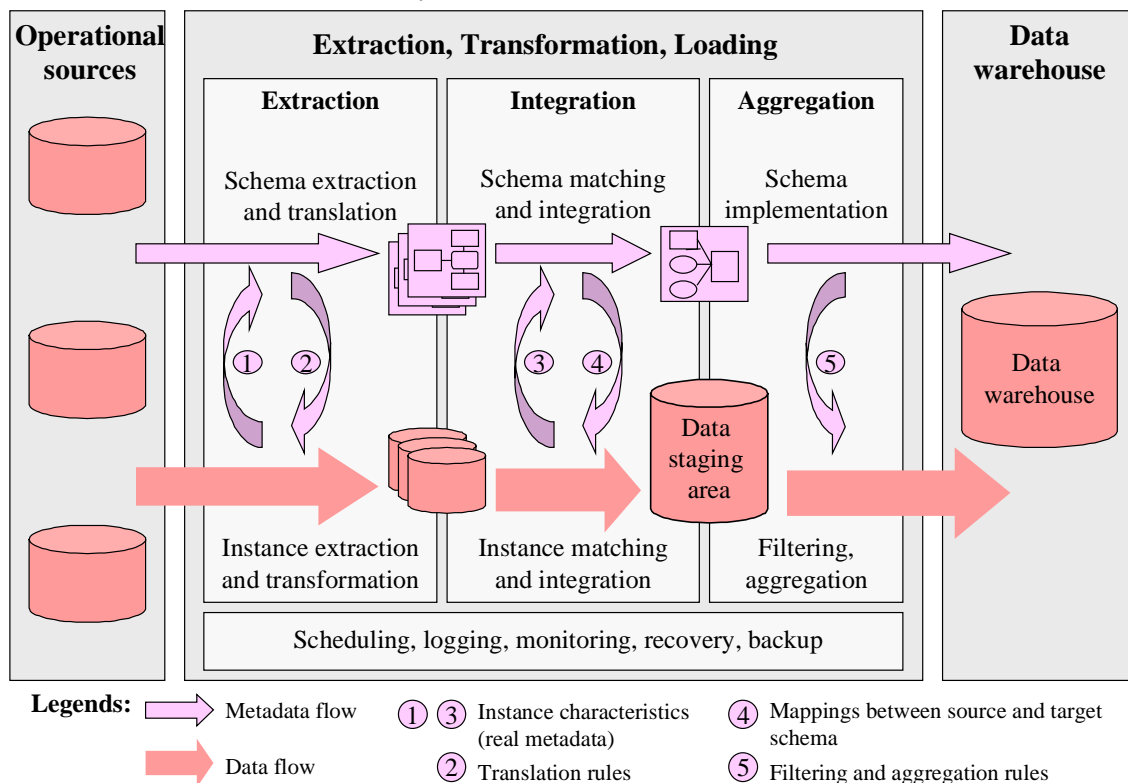 Operational
sources
Extraction, Transformation, Loading
Data
warehouse
Extraction
Integration
Aggregation
Schema extraction
and translation
Schema matching
and integration
Schema
implementation
1
2
3
4
5
Data
warehouse
Data
staging
area
Instance extraction
and transformation
Instance matching
and integration
Filtering,
aggregation
Scheduling, logging, monitoring, recovery, backup
Legends:
Metadata flow
1 3 Instance characteristics
(real metadata)
4 Mappings between source and target
schema
Data flow
2 Translation rules
5 Filtering and aggregation rules